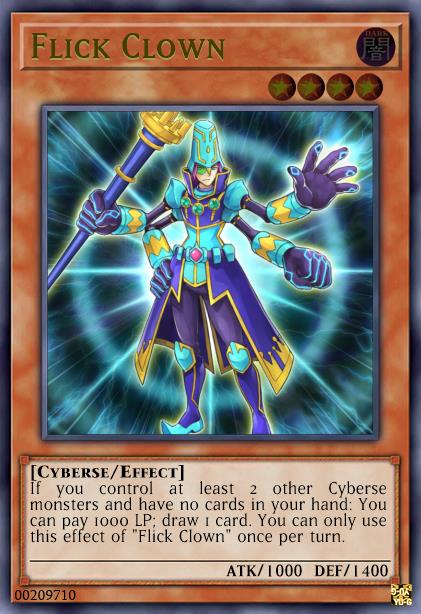 FLICK CLOWN
DARK
闇
[CYBERSE/EFFECT]
If you control at least 2 other Cyberse
monsters and have no cards in your hand: You
can pay 1000 LP; draw 1 card. You can only use
this effect of "Flick Clown" once per turn.
ATK/1000 DEF/1400
00209710